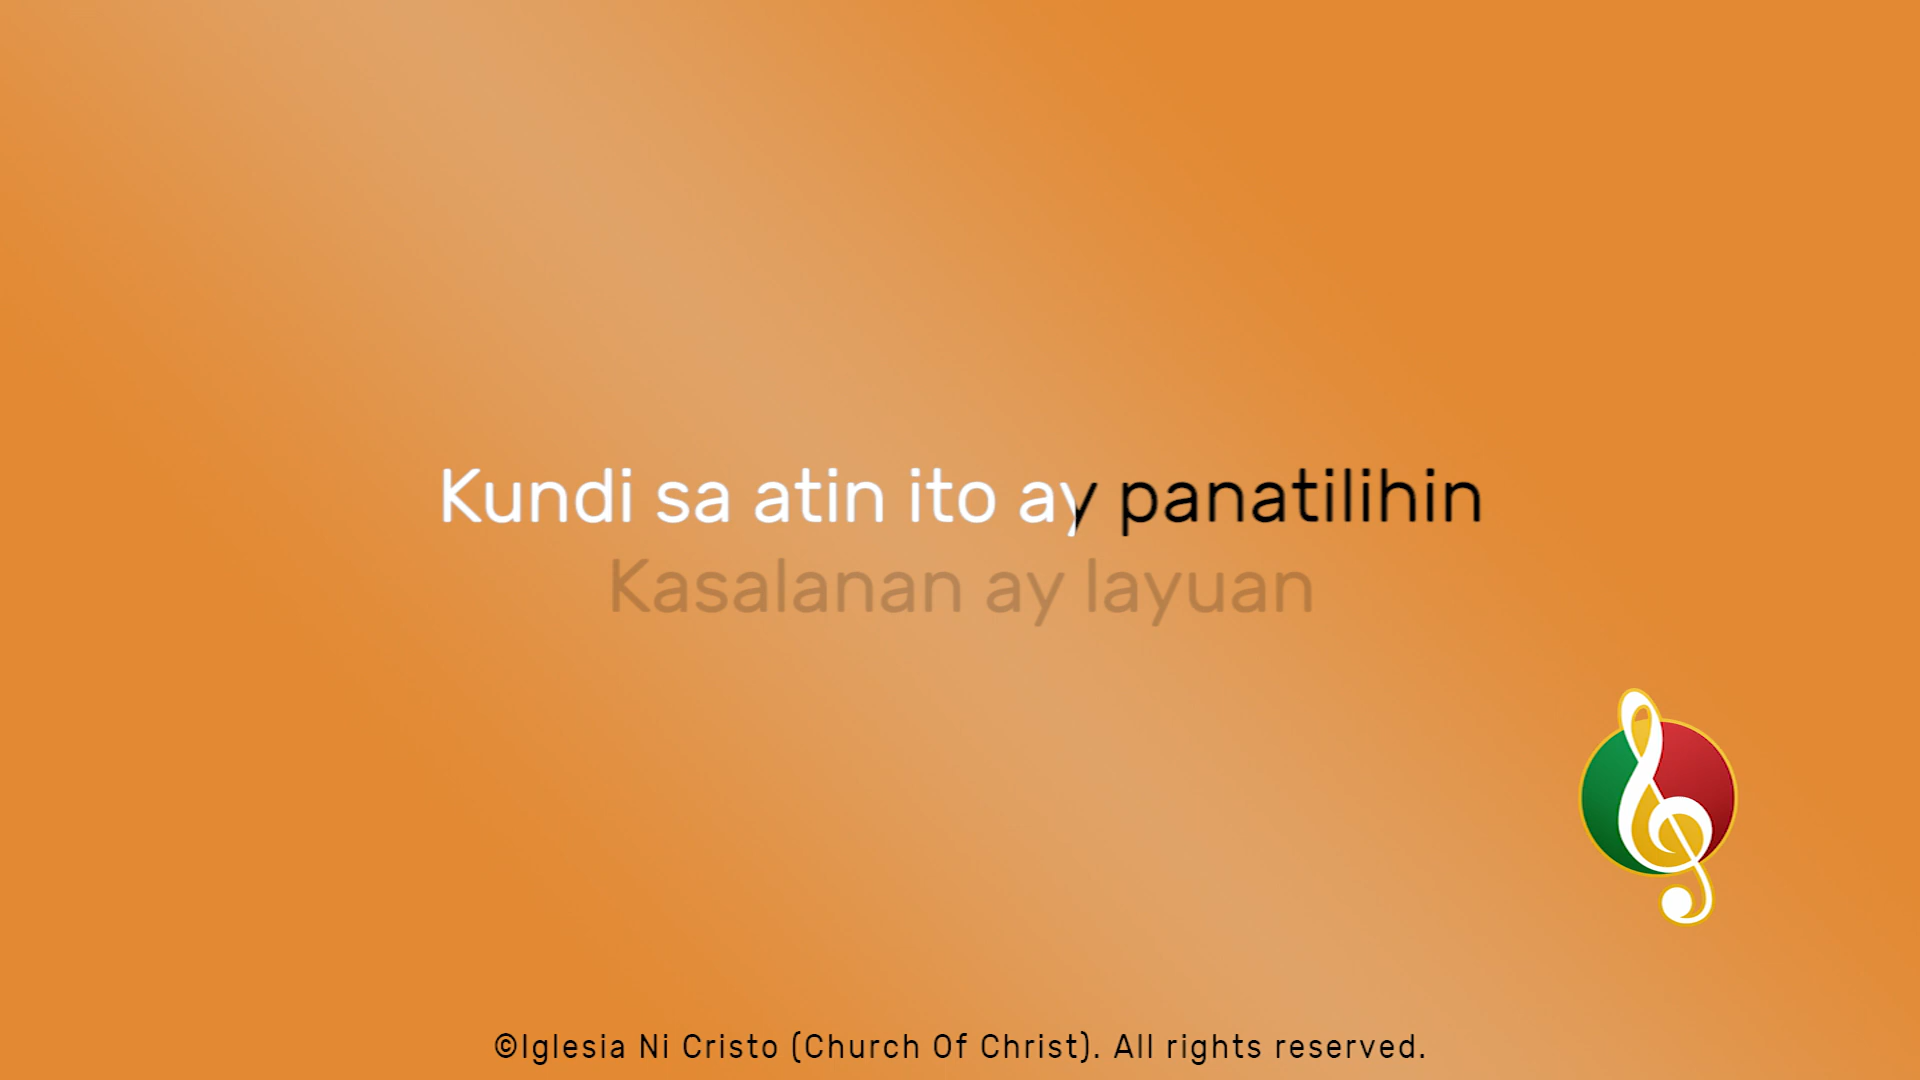 Kundi sa atin ito ay panatilihin
Kasalanan ay layuan
©Iglesia Ni Cristo (Church Of Christ). All rights reserved.